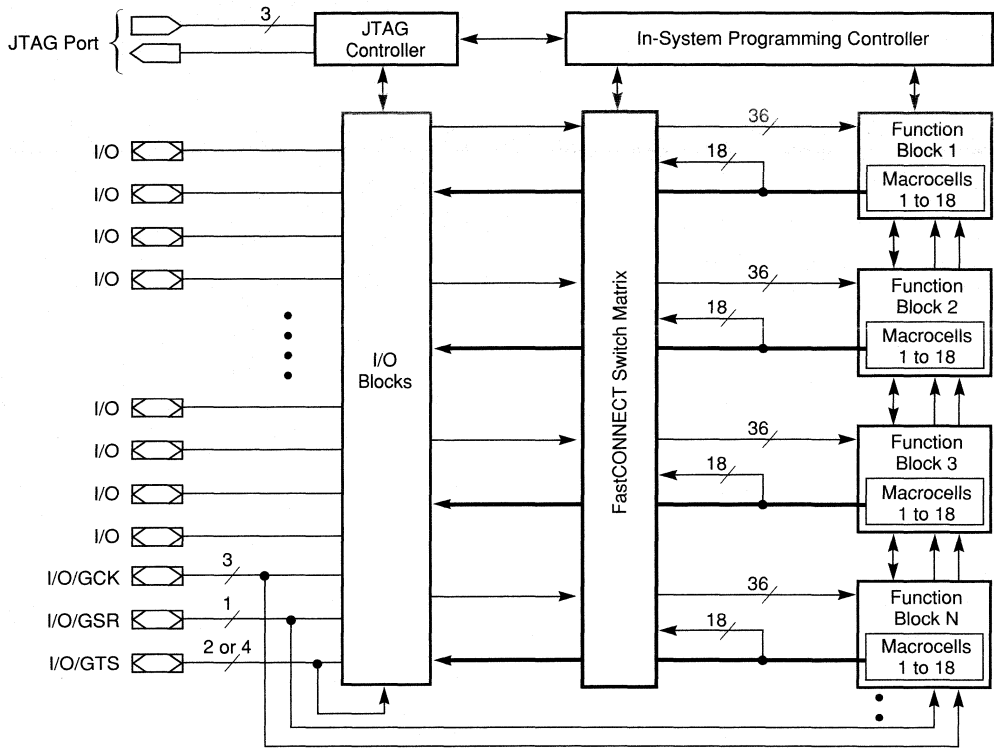 3
JTAG Port
JTAG
Controller
In-System Programming Controller
36
Function
Block 1
18
I/O
Macrocells
1 to 18
I/O
I/O
I/O
36
Function
Block 2
18
Macrocells
1 to 18
I/O
Blocks
FastCONNECT Switch Matrix
I/O
36
Function
Block 3
I/O
18
Macrocells
1 to 18
I/O
I/O
I/O/GCK
3
36
Function
Block N
I/O/GSR
1
18
I/O/GTS
2 or 4
Macrocells
1 to 18